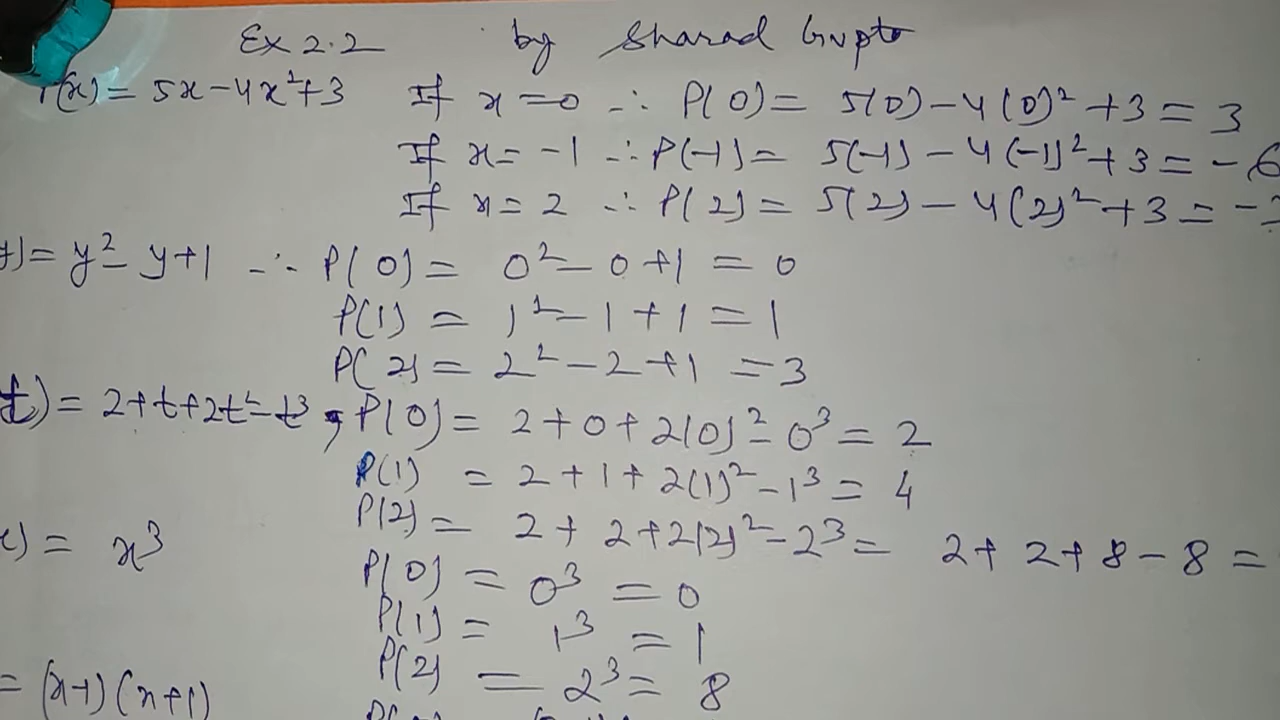 Ex 2.2 by Sharad Gupta
(x) = 5x - 4x² + 3 If x = 0 ∴ P(0) = 5(0) - 4(0)² + 3 = 3
If x = -1 ∴ P(-1) = 5(-1) - 4(-1)² + 3 = -6
If x = 2 ∴ P(2) = 5(2) - 4(2)² + 3 = -
) = y² - y + 1 ∴ P(0) = 0² - 0 + 1 = 0
P(1) = 1² - 1 + 1 = 1
P(2) = 2² - 2 + 1 = 3
t) = 2 + t + 2t² - t³, P(0) = 2 + 0 + 2(0)² - 0³ = 2
P(1) = 2 + 1 + 2(1)² - 1³ = 4
P(2) = 2 + 2 + 2(2)² - 2³ = 2 + 2 + 8 - 8 =
) = x³ P(0) = 0³ = 0
P(1) = 1³ = 1
P(2) = 2³ = 8
= (x-1)(x+1)